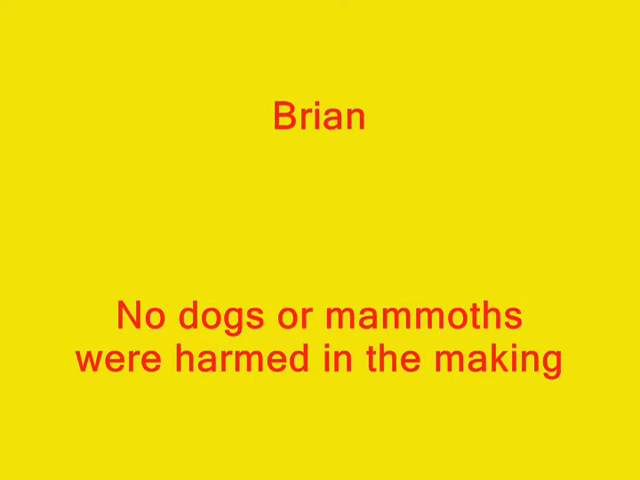 Brian
No dogs or mammoths
were harmed in the making